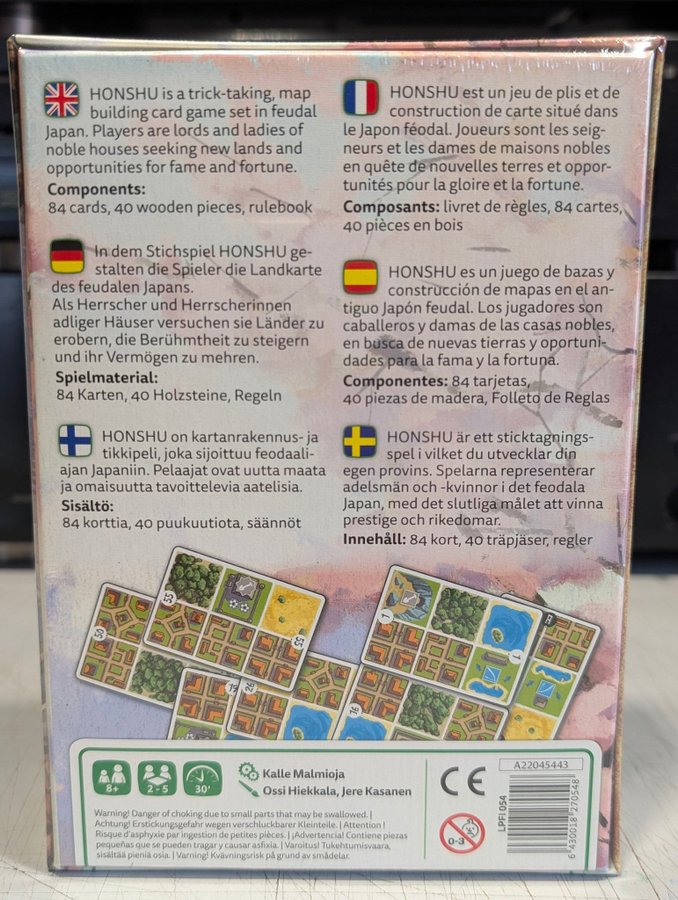 HONSHU is a trick-taking, map
building card game set in feudal
Japan. Players are lords and ladies of
noble houses seeking new lands and
opportunities for fame and fortune.
Components:
84 cards, 40 wooden pieces, rulebook
In dem Stichspiel HONSHU ge-
stalten die Spieler die Landkarte
des feudalen Japans.
Als Herrscher und Herrscherinnen
adliger Häuser versuchen sie Länder zu
erobern, die Berühmtheit zu steigern
und ihr Vermögen zu mehren.
Spielmaterial:
84 Karten, 40 Holzsteine, Regeln
HONSHU on kartanrakennus- ja
tikkipeli, joka sijoittuu feodaali-
ajan Japaniin. Pelaajat ovat uutta maata
ja omaisuutta tavoittelevia aatelisia.
Sisältö:
84 korttia, 40 puukuutiota, säännöt
HONSHU est un jeu de plis et de
construction de carte situé dans
le Japon féodal. Joueurs sont les seig-
neurs et les dames de maisons nobles
en quête de nouvelles terres et oppor-
tunités pour la gloire et la fortune.
Composants: livret de règles, 84 cartes,
40 pièces en bois
HONSHU es un juego de bazas y
construcción de mapas en el an-
tiguo Japón feudal. Los jugadores son
caballeros y damas de las casas nobles,
en busca de nuevas tierras y oportuni-
dades para la fama y la fortuna.
Componentes: 84 tarjetas,
40 piezas de madera, Folleto de Reglas
HONSHU är ett sticktagnings-
spel i vilket du utvecklar din
egen provins. Spelarna representerar
adelsmän och -kvinnor i det feodala
Japan, med det slutliga målet att vinna
prestige och rikedomar.
Innehåll: 84 kort, 40 träpjäser, regler
50
55
55
19
26
1
1
16
8+
2-5
30'
Kalle Malmioja
Ossi Hiekkala, Jere Kasanen
Warning! Danger of choking due to small parts that may be swallowed. |
Achtung! Erstickungsgefahr wegen verschluckbarer Kleinteile. | Attention !
Risque d'asphyxie par ingestion de petites pièces. | ¡Advertencia! Contiene piezas
pequeñas que se pueden tragar y causar asfixia. | Varoitus! Tukehtumisvaara,
sisältää pieniä osia. | Varning! Kvävningsrisk på grund av smådelar.
CE
0-3
LPFI 054
A22045443
6 430018 270548